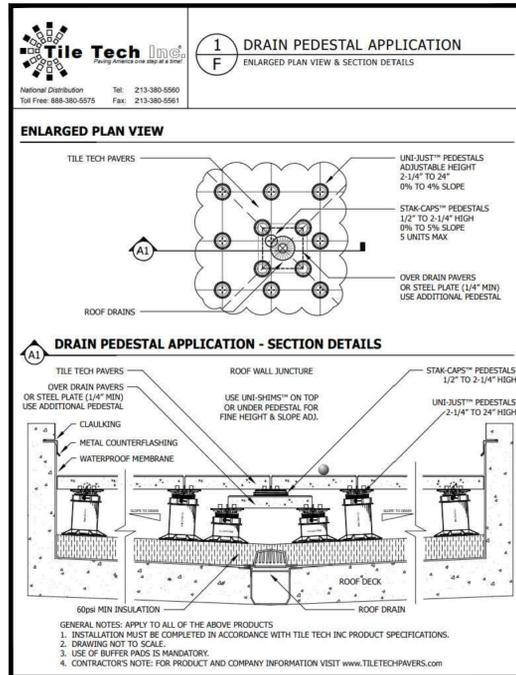 Tile Tech Inc.
Paving America one step at a time!
National Distribution Tel: 213-380-5560
Toll Free: 888-380-5575 Fax: 213-380-5561
1
F
DRAIN PEDESTAL APPLICATION
ENLARGED PLAN VIEW & SECTION DETAILS
ENLARGED PLAN VIEW
TILE TECH PAVERS
UNI-JUST™ PEDESTALS
ADJUSTABLE HEIGHT
2-1/4" TO 24"
0% TO 4% SLOPE
STAK-CAPS™ PEDESTALS
1/2" TO 2-1/4" HIGH
0% TO 5% SLOPE
5 UNITS MAX
A1
OVER DRAIN PAVERS
OR STEEL PLATE (1/4" MIN)
USE ADDITIONAL PEDESTAL
ROOF DRAINS
A1
DRAIN PEDESTAL APPLICATION - SECTION DETAILS
TILE TECH PAVERS
OVER DRAIN PAVERS
OR STEEL PLATE (1/4" MIN)
USE ADDITIONAL PEDESTAL
CLAULKING
METAL COUNTERFLASHING
WATERPROOF MEMBRANE
ROOF WALL JUNCTURE
USE UNI-SHIMS™ ON TOP
OR UNDER PEDESTAL FOR
FINE HEIGHT & SLOPE ADJ.
STAK-CAPS™ PEDESTALS
1/2" TO 2-1/4" HIGH
UNI-JUST™ PEDESTALS
2-1/4" TO 24" HIGH
SLOPE TO DRAIN
SLOPE TO DRAIN
ROOF DECK
60psi MIN INSULATION
ROOF DRAIN
GENERAL NOTES: APPLY TO ALL OF THE ABOVE PRODUCTS
1. INSTALLATION MUST BE COMPLETED IN ACCORDANCE WITH TILE TECH INC PRODUCT SPECIFICATIONS.
2. DRAWING NOT TO SCALE.
3. USE OF BUFFER PADS IS MANDATORY.
4. CONTRACTOR'S NOTE: FOR PRODUCT AND COMPANY INFORMATION VISIT www.TILETECHPAVERS.com